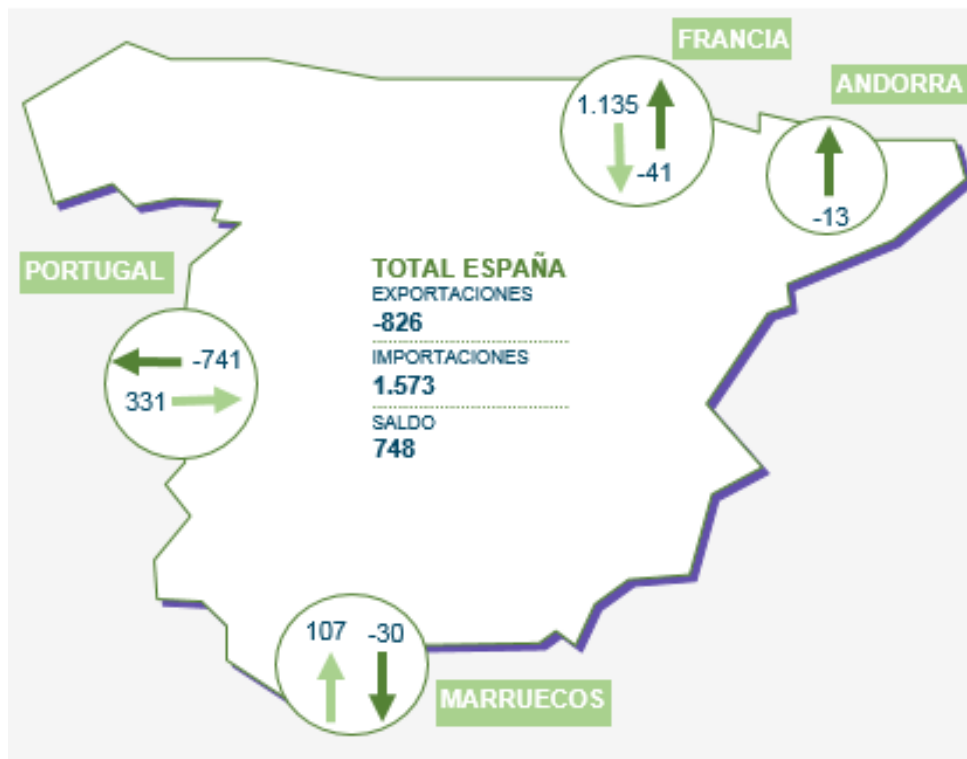 FRANCIA
1.135
-41
ANDORRA
-13
PORTUGAL
-741
331
TOTAL ESPAÑA
EXPORTACIONES
-826
IMPORTACIONES
1.573
SALDO
748
107 -30
MARRUECOS